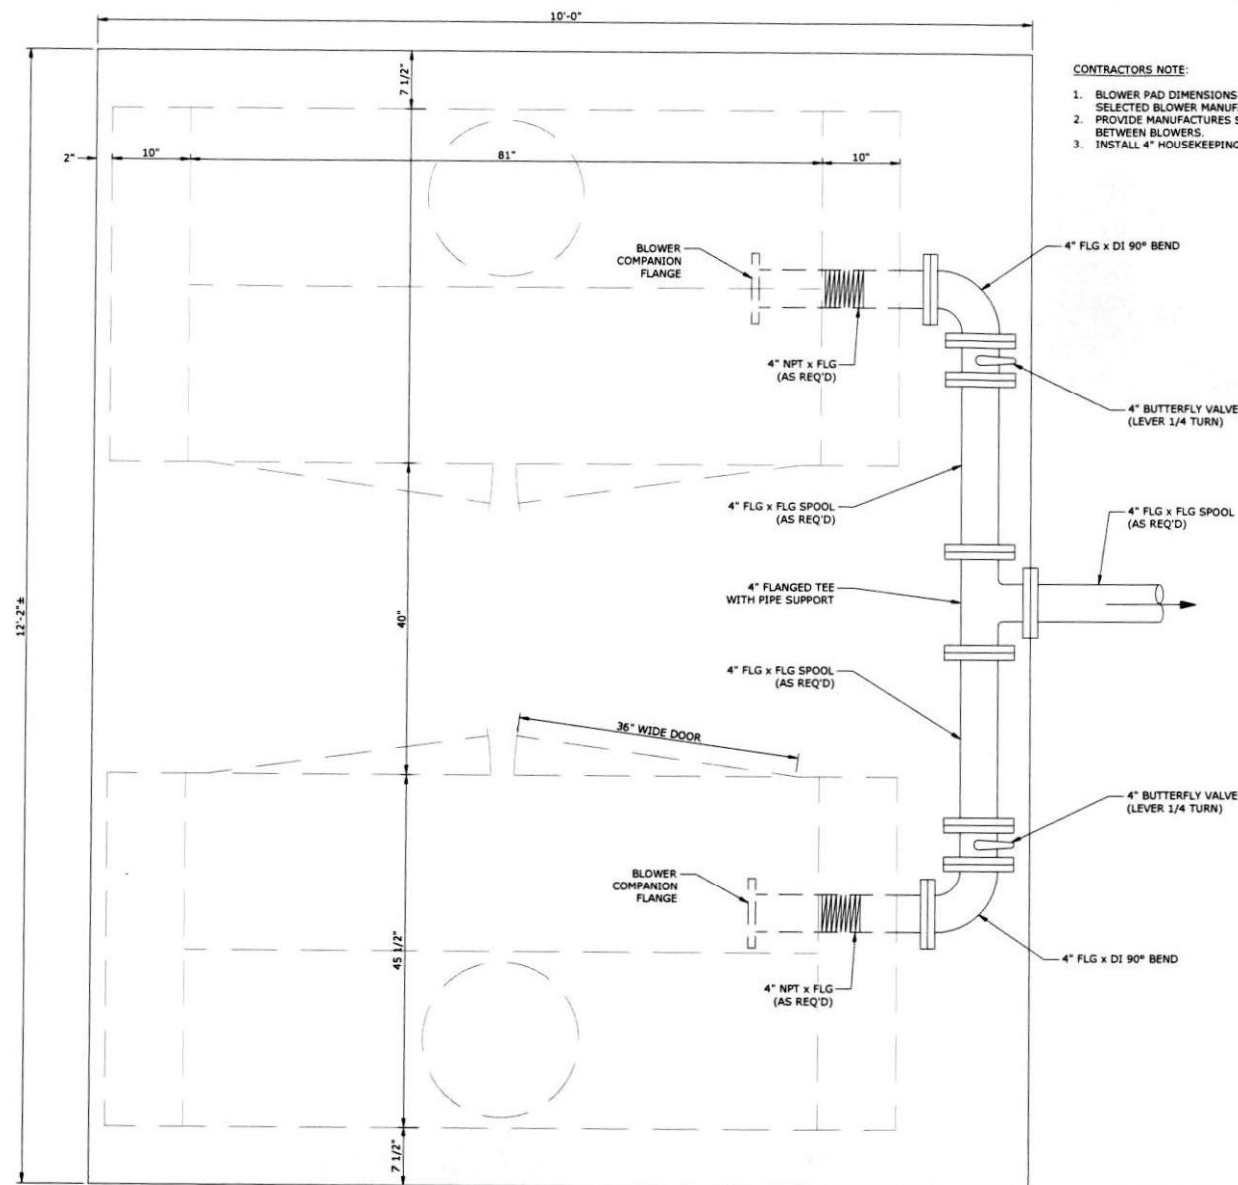 10'-0"
CONTRACTORS NOTE:
1. BLOWER PAD DIMENSIONS
SELECTED BLOWER
2. PROVIDE MANUFACTURES
BETWEEN BLOWERS.
3. INSTALL 4" HOUSEKEEPING
7 1/2"
2"
10"
81"
10"
BLOWER
COMPANION
FLANGE
4" FLG x DI 90° BEND
4" NPT x FLG
(AS REQ'D)
4" BUTTERFLY VALVE
(LEVER 1/4 TURN)
4" FLG x FLG SPOOL
(AS REQ'D)
4" FLG x FLG SPOOL
(AS REQ'D)
4" FLANGED TEE
WITH PIPE SUPPORT
12'-2"±
40"
4" FLG x FLG SPOOL
(AS REQ'D)
36" WIDE DOOR
4" BUTTERFLY VALVE
(LEVER 1/4 TURN)
BLOWER
COMPANION
FLANGE
45 1/2"
4" FLG x DI 90° BEND
4" NPT x FLG
(AS REQ'D)
7 1/2"